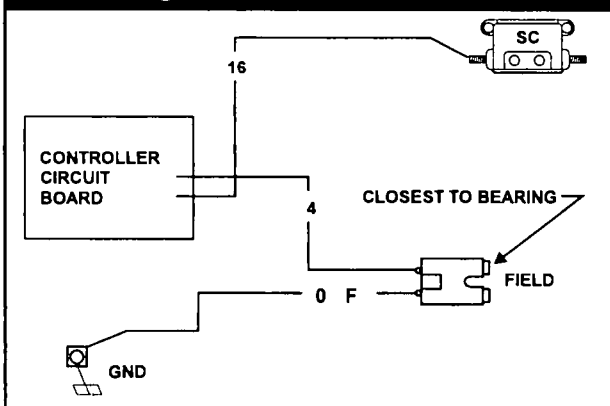 SC
16
CONTROLLER
CIRCUIT
BOARD
4
CLOSEST TO BEARING
FIELD
0 F
GND